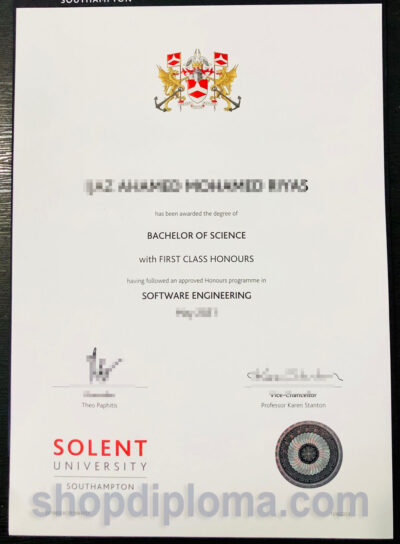 SOUTHAMPTON
has been awarded the degree of
BACHELOR OF SCIENCE
with FIRST CLASS HONOURS
having followed an approved Honours programme in
SOFTWARE ENGINEERING
Theo Paphitis
Vice-Chancellor
Professor Karen Stanton
SOLENT
UNIVERSITY
SOUTHAMPTON
shopdiploma.com